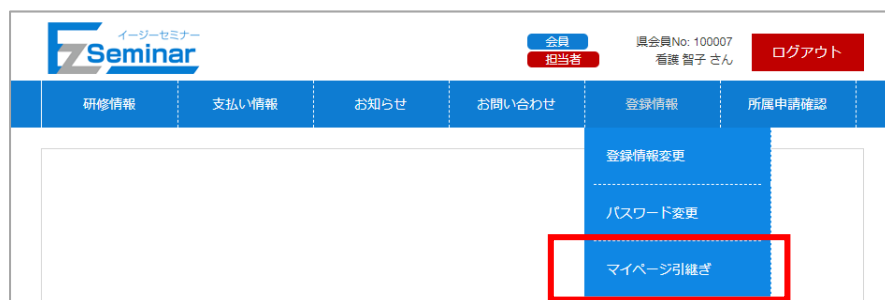 イージーセミナー
EzSeminar
会員
担当者
県会員No: 100007
看護 智子 さん
ログアウト
研修情報
支払い情報
お知らせ
お問い合わせ
登録情報
所属申請確認
登録情報変更
パスワード変更
マイページ引継ぎ